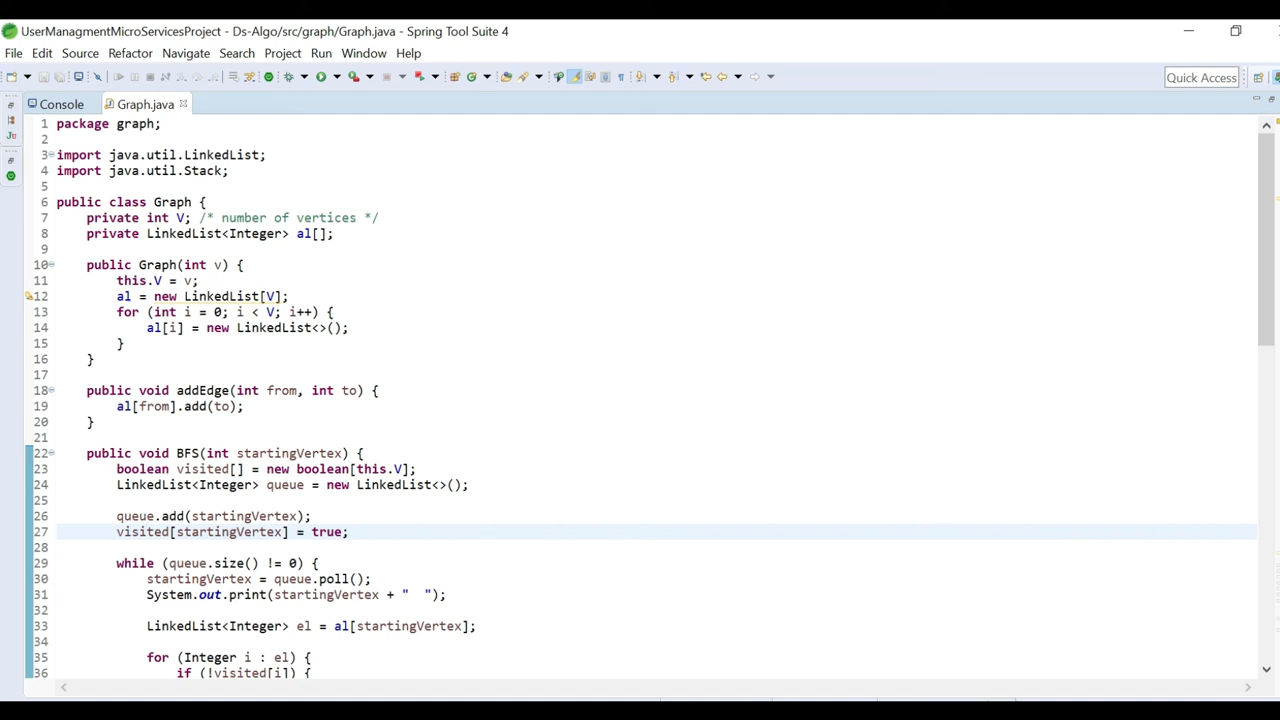 UserManagmentMicroServicesProject - Ds-Algo/src/graph/Graph.java - Spring Tool Suite 4
File Edit Source Refactor Navigate Search Project Run Window Help
Quick Access
Console Graph.java
1 package graph;
2
3 import java.util.LinkedList;
4 import java.util.Stack;
5
6 public class Graph {
7 private int V; /* number of vertices */
8 private LinkedList<Integer> al[];
9
10 public Graph(int v) {
11 this.V = v;
12 al = new LinkedList[V];
13 for (int i = 0; i < V; i++) {
14 al[i] = new LinkedList<>();
15 }
16 }
17
18 public void addEdge(int from, int to) {
19 al[from].add(to);
20 }
21
22 public void BFS(int startingVertex) {
23 boolean visited[] = new boolean[this.V];
24 LinkedList<Integer> queue = new LinkedList<>();
25
26 queue.add(startingVertex);
27 visited[startingVertex] = true;
28
29 while (queue.size() != 0) {
30 startingVertex = queue.poll();
31 System.out.print(startingVertex + "  ");
32
33 LinkedList<Integer> el = al[startingVertex];
34
35 for (Integer i : el) {
36 if (!visited[i]) {